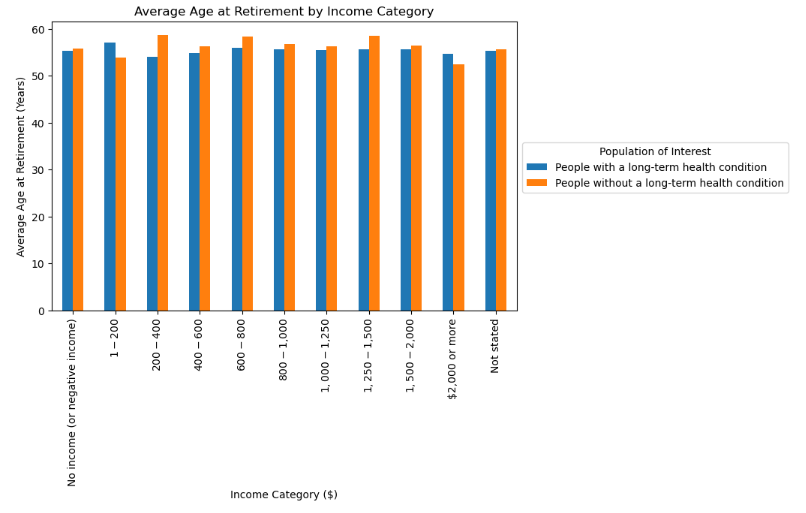 Average Age at Retirement by Income Category
Average Age at Retirement (Years)
60
50
40
30
20
10
0
No income (or negative income)
1 − 200
200 − 400
400 − 600
600 − 800
800 − 1,000
1,000 − 1,250
1,250 − 1,500
1,500 − 2,000
$2,000 or more
Not stated
Income Category ($)
Population of Interest
People with a long-term health condition
People without a long-term health condition